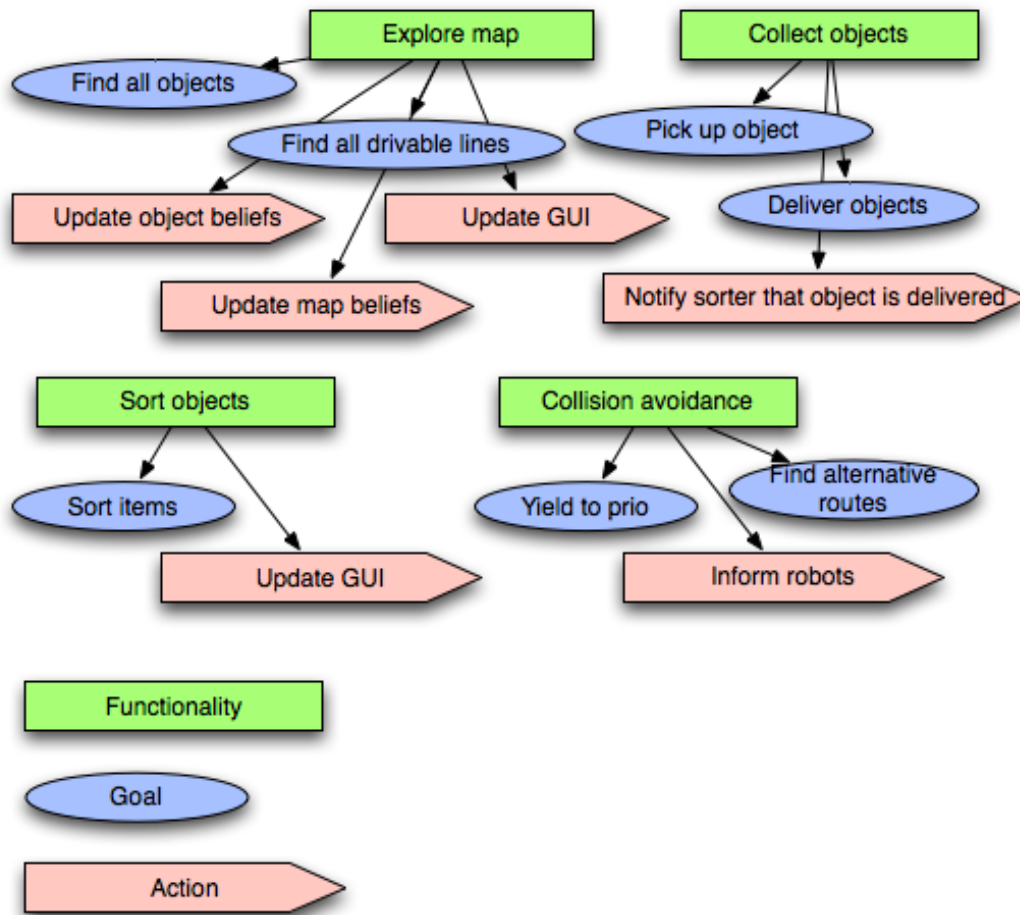 Explore map
Collect objects
Find all objects
Pick up object
Find all drivable lines
Update object beliefs
Update GUI
Deliver objects
Update map beliefs
Notify sorter that object is delivered
Sort objects
Collision avoidance
Sort items
Yield to prio
Find alternative
routes
Update GUI
Inform robots
Functionality
Goal
Action